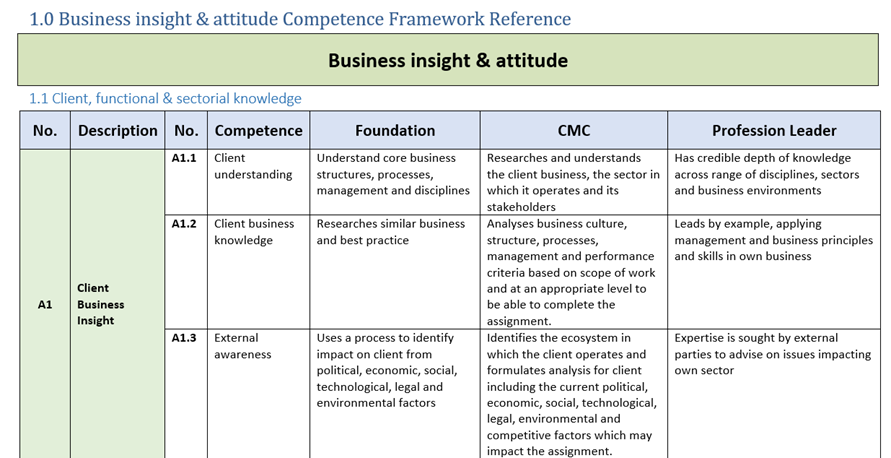 1.0 Business insight & attitude Competence Framework Reference
Business insight & attitude
1.1 Client, functional & sectorial knowledge
No. Description No. Competence Foundation CMC Profession Leader
A1
Client
Business
Insight
A1.1
Client
understanding
Understand core business
structures, processes,
management and disciplines
Researches and understands
the client business, the sector in
which it operates and its
stakeholders
Has credible depth of knowledge
across range of disciplines, sectors
and business environments
A1.2
Client business
knowledge
Researches similar business
and best practice
Analyses business culture,
structure, processes,
management and performance
criteria based on scope of work
and at an appropriate level to
be able to complete the
assignment.
Leads by example, applying
management and business principles
and skills in own business
A1.3
External
awareness
Uses a process to identify
impact on client from
political, economic, social,
technological, legal and
environmental factors
Identifies the ecosystem in
which the client operates and
formulates analysis for client
including the current political,
economic, social, technological,
legal, environmental and
competitive factors which may
impact the assignment.
Expertise is sought by external
parties to advise on issues impacting
own sector